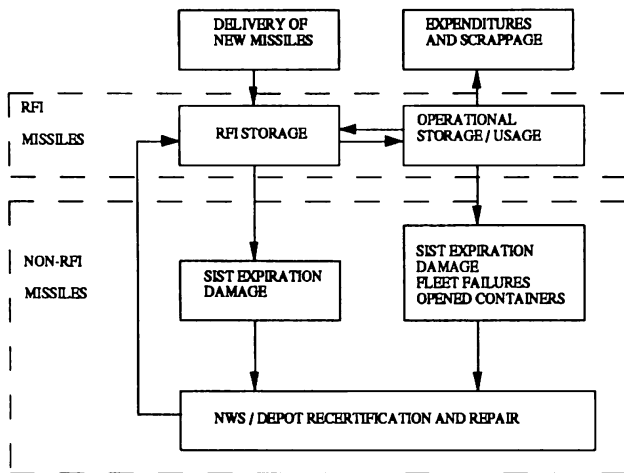 DELIVERY OF
NEW MISSILES
EXPENDITURES
AND SCRAPPAGE
RFI
MISSILES
RFI STORAGE
OPERATIONAL
STORAGE / USAGE
NON-RFI
MISSILES
SIST EXPIRATION
DAMAGE
SIST EXPIRATION
DAMAGE
FLEET FAILURES
OPENED CONTAINERS
NWS / DEPOT RECERTIFICATION AND REPAIR